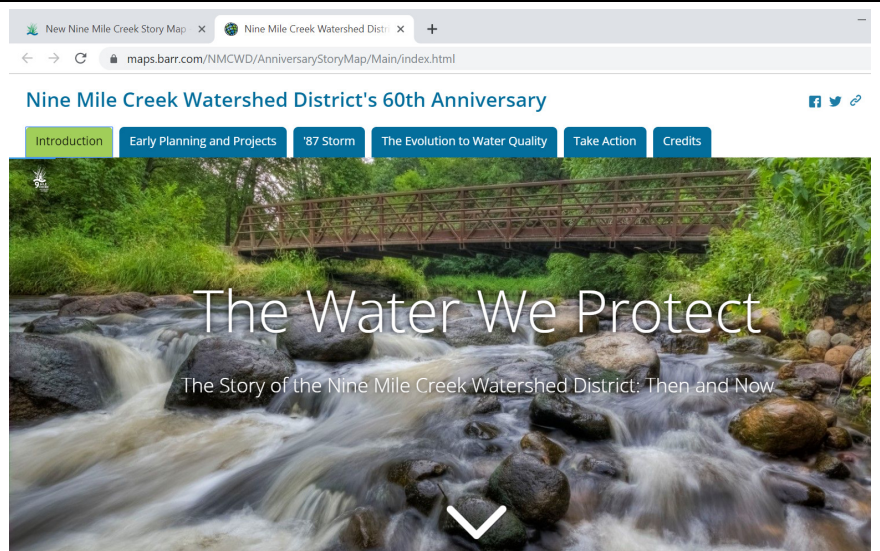 New Nine Mile Creek Story Map
Nine Mile Creek Watershed Distri
maps.barr.com/NMCWD/AnniversaryStoryMap/Main/index.html
Nine Mile Creek Watershed District's 60th Anniversary
Introduction
Early Planning and Projects
'87 Storm
The Evolution to Water Quality
Take Action
Credits
The Water We Protect
The Story of the Nine Mile Creek Watershed District: Then and Now